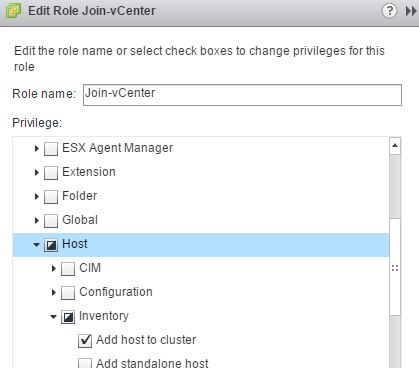 Edit Role Join-vCenter
?
Edit the role name or select check boxes to change privileges for this
role
Role name: Join-vCenter
Privilege:
ESX Agent Manager
Extension
Folder
Global
Host
CIM
Configuration
Inventory
Add host to cluster
Add standalone host